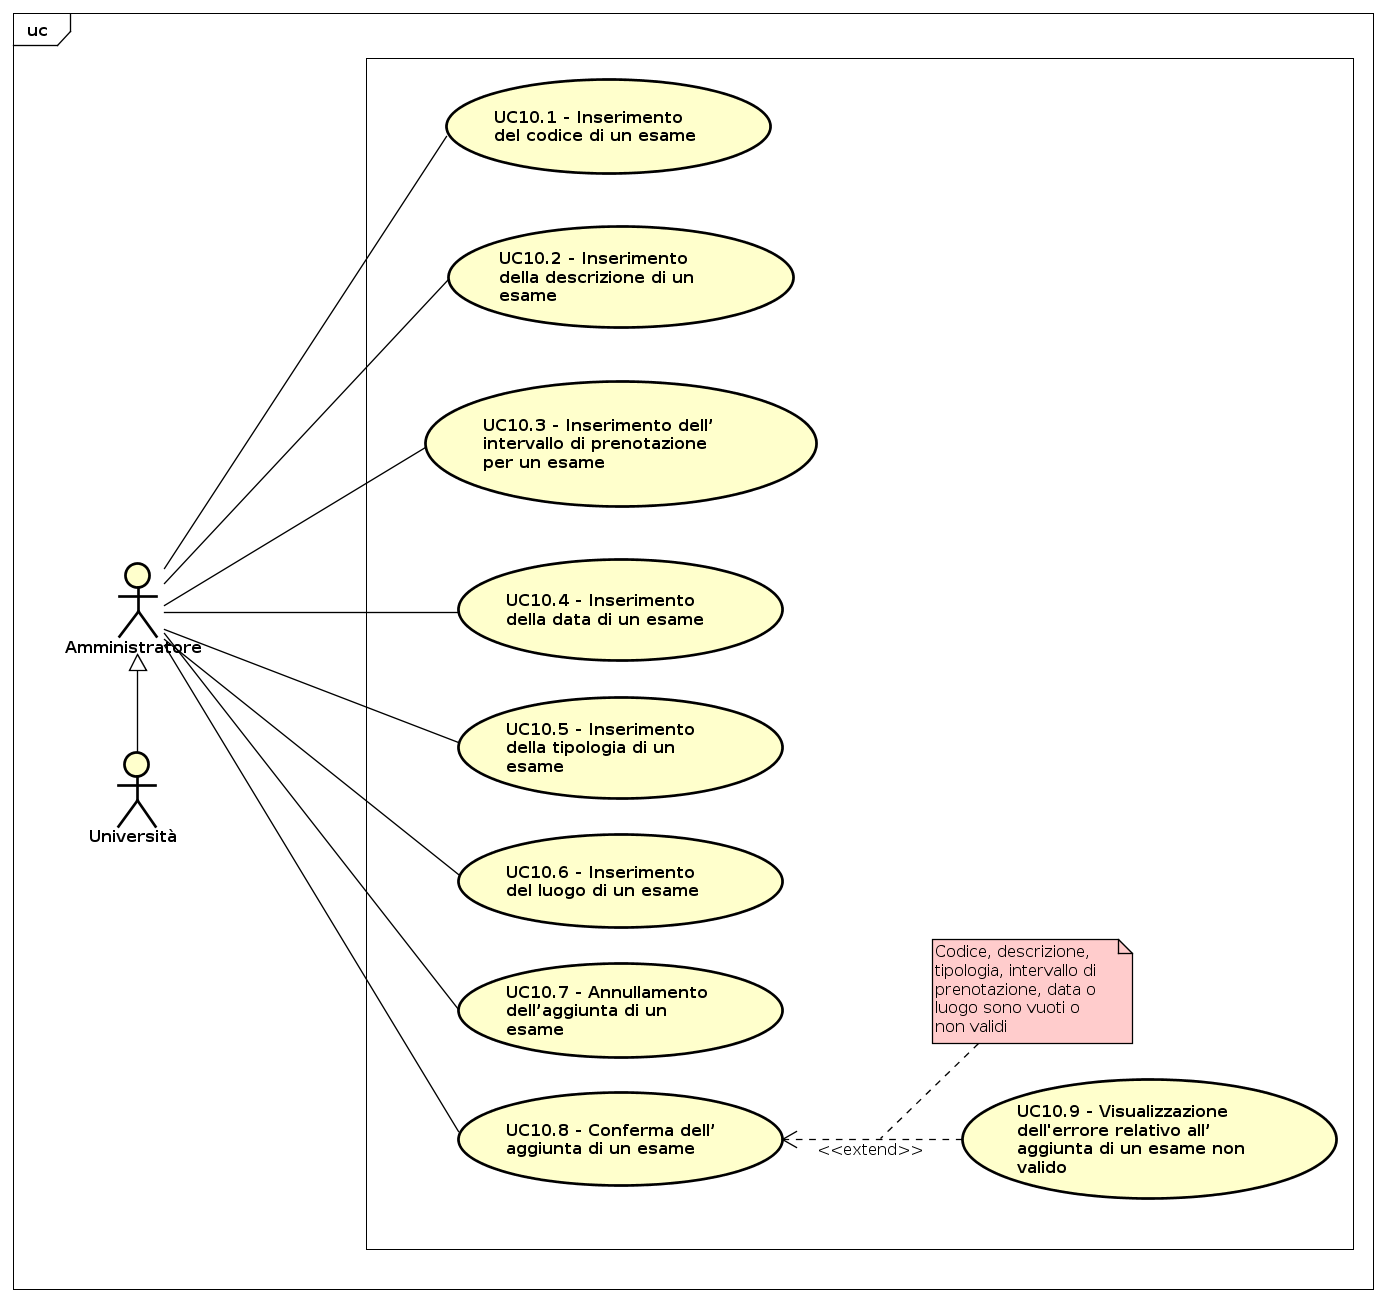 uc
UC10.1 - Inserimento
del codice di un esame
UC10.2 - Inserimento
della descrizione di un
esame
UC10.3 - Inserimento dell’
intervallo di prenotazione
per un esame
UC10.4 - Inserimento
della data di un esame
Amministratore
UC10.5 - Inserimento
della tipologia di un
esame
Università
UC10.6 - Inserimento
del luogo di un esame
UC10.7 - Annullamento
dell’aggiunta di un
esame
Codice, descrizione,
tipologia, intervallo di
prenotazione, data o
luogo sono vuoti o
non validi
UC10.8 - Conferma dell’
aggiunta di un esame
<<extend>>
UC10.9 - Visualizzazione
dell'errore relativo all’
aggiunta di un esame non
valido